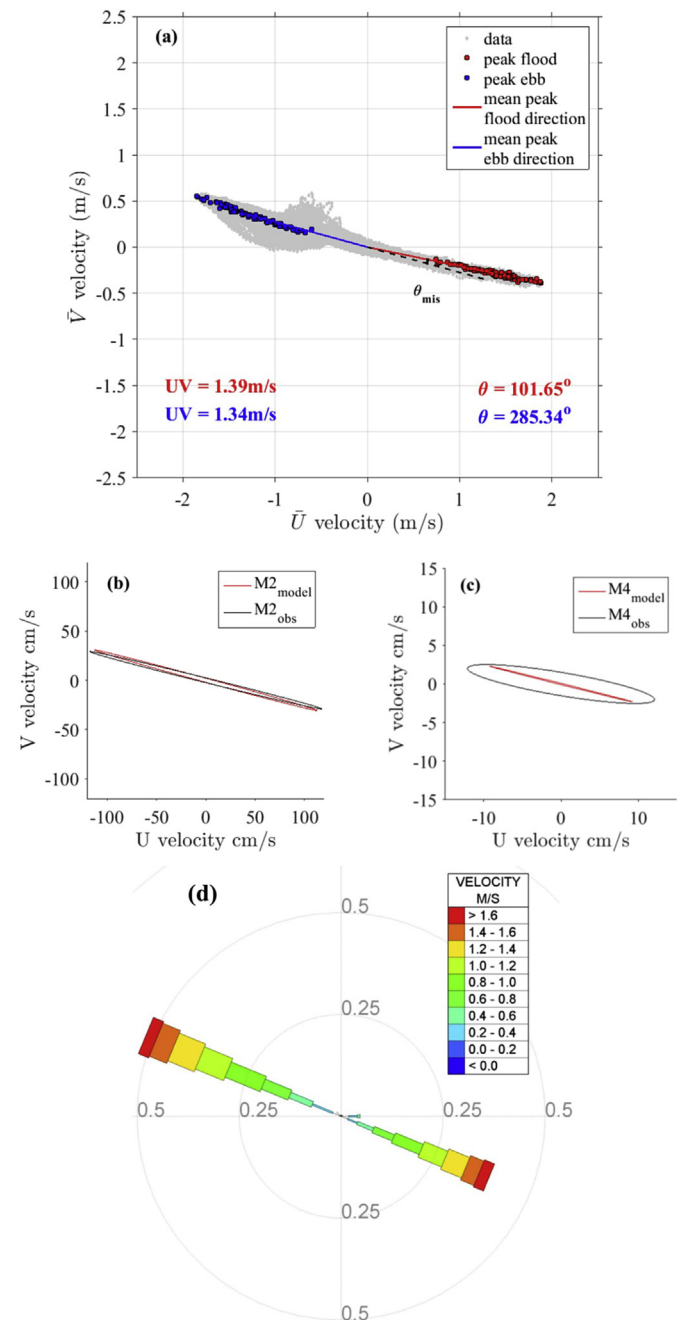 (a)
data
peak flood
peak ebb
mean peak
flood direction
mean peak
ebb direction
2.5
2
1.5
1
0.5
0
-0.5
-1
-1.5
-2
-2.5
V̄ velocity (m/s)
θmis
UV = 1.39m/s
θ = 101.65o
UV = 1.34m/s
θ = 285.34o
-2 -1 0 1 2
Ū velocity (m/s)
(b)
M2model
M2obs
100
50
0
-50
-100
V velocity cm/s
-100 -50 0 50 100
U velocity cm/s
(c)
M4model
M4obs
15
10
5
0
-5
-10
-15
V velocity cm/s
-10 0 10
U velocity cm/s
(d)
VELOCITY
M/S
> 1.6
1.4 - 1.6
1.2 - 1.4
1.0 - 1.2
0.8 - 1.0
0.6 - 0.8
0.4 - 0.6
0.2 - 0.4
0.0 - 0.2
< 0.0
0.5
0.25
0.5 0.25 0.25 0.5
0.25
0.5